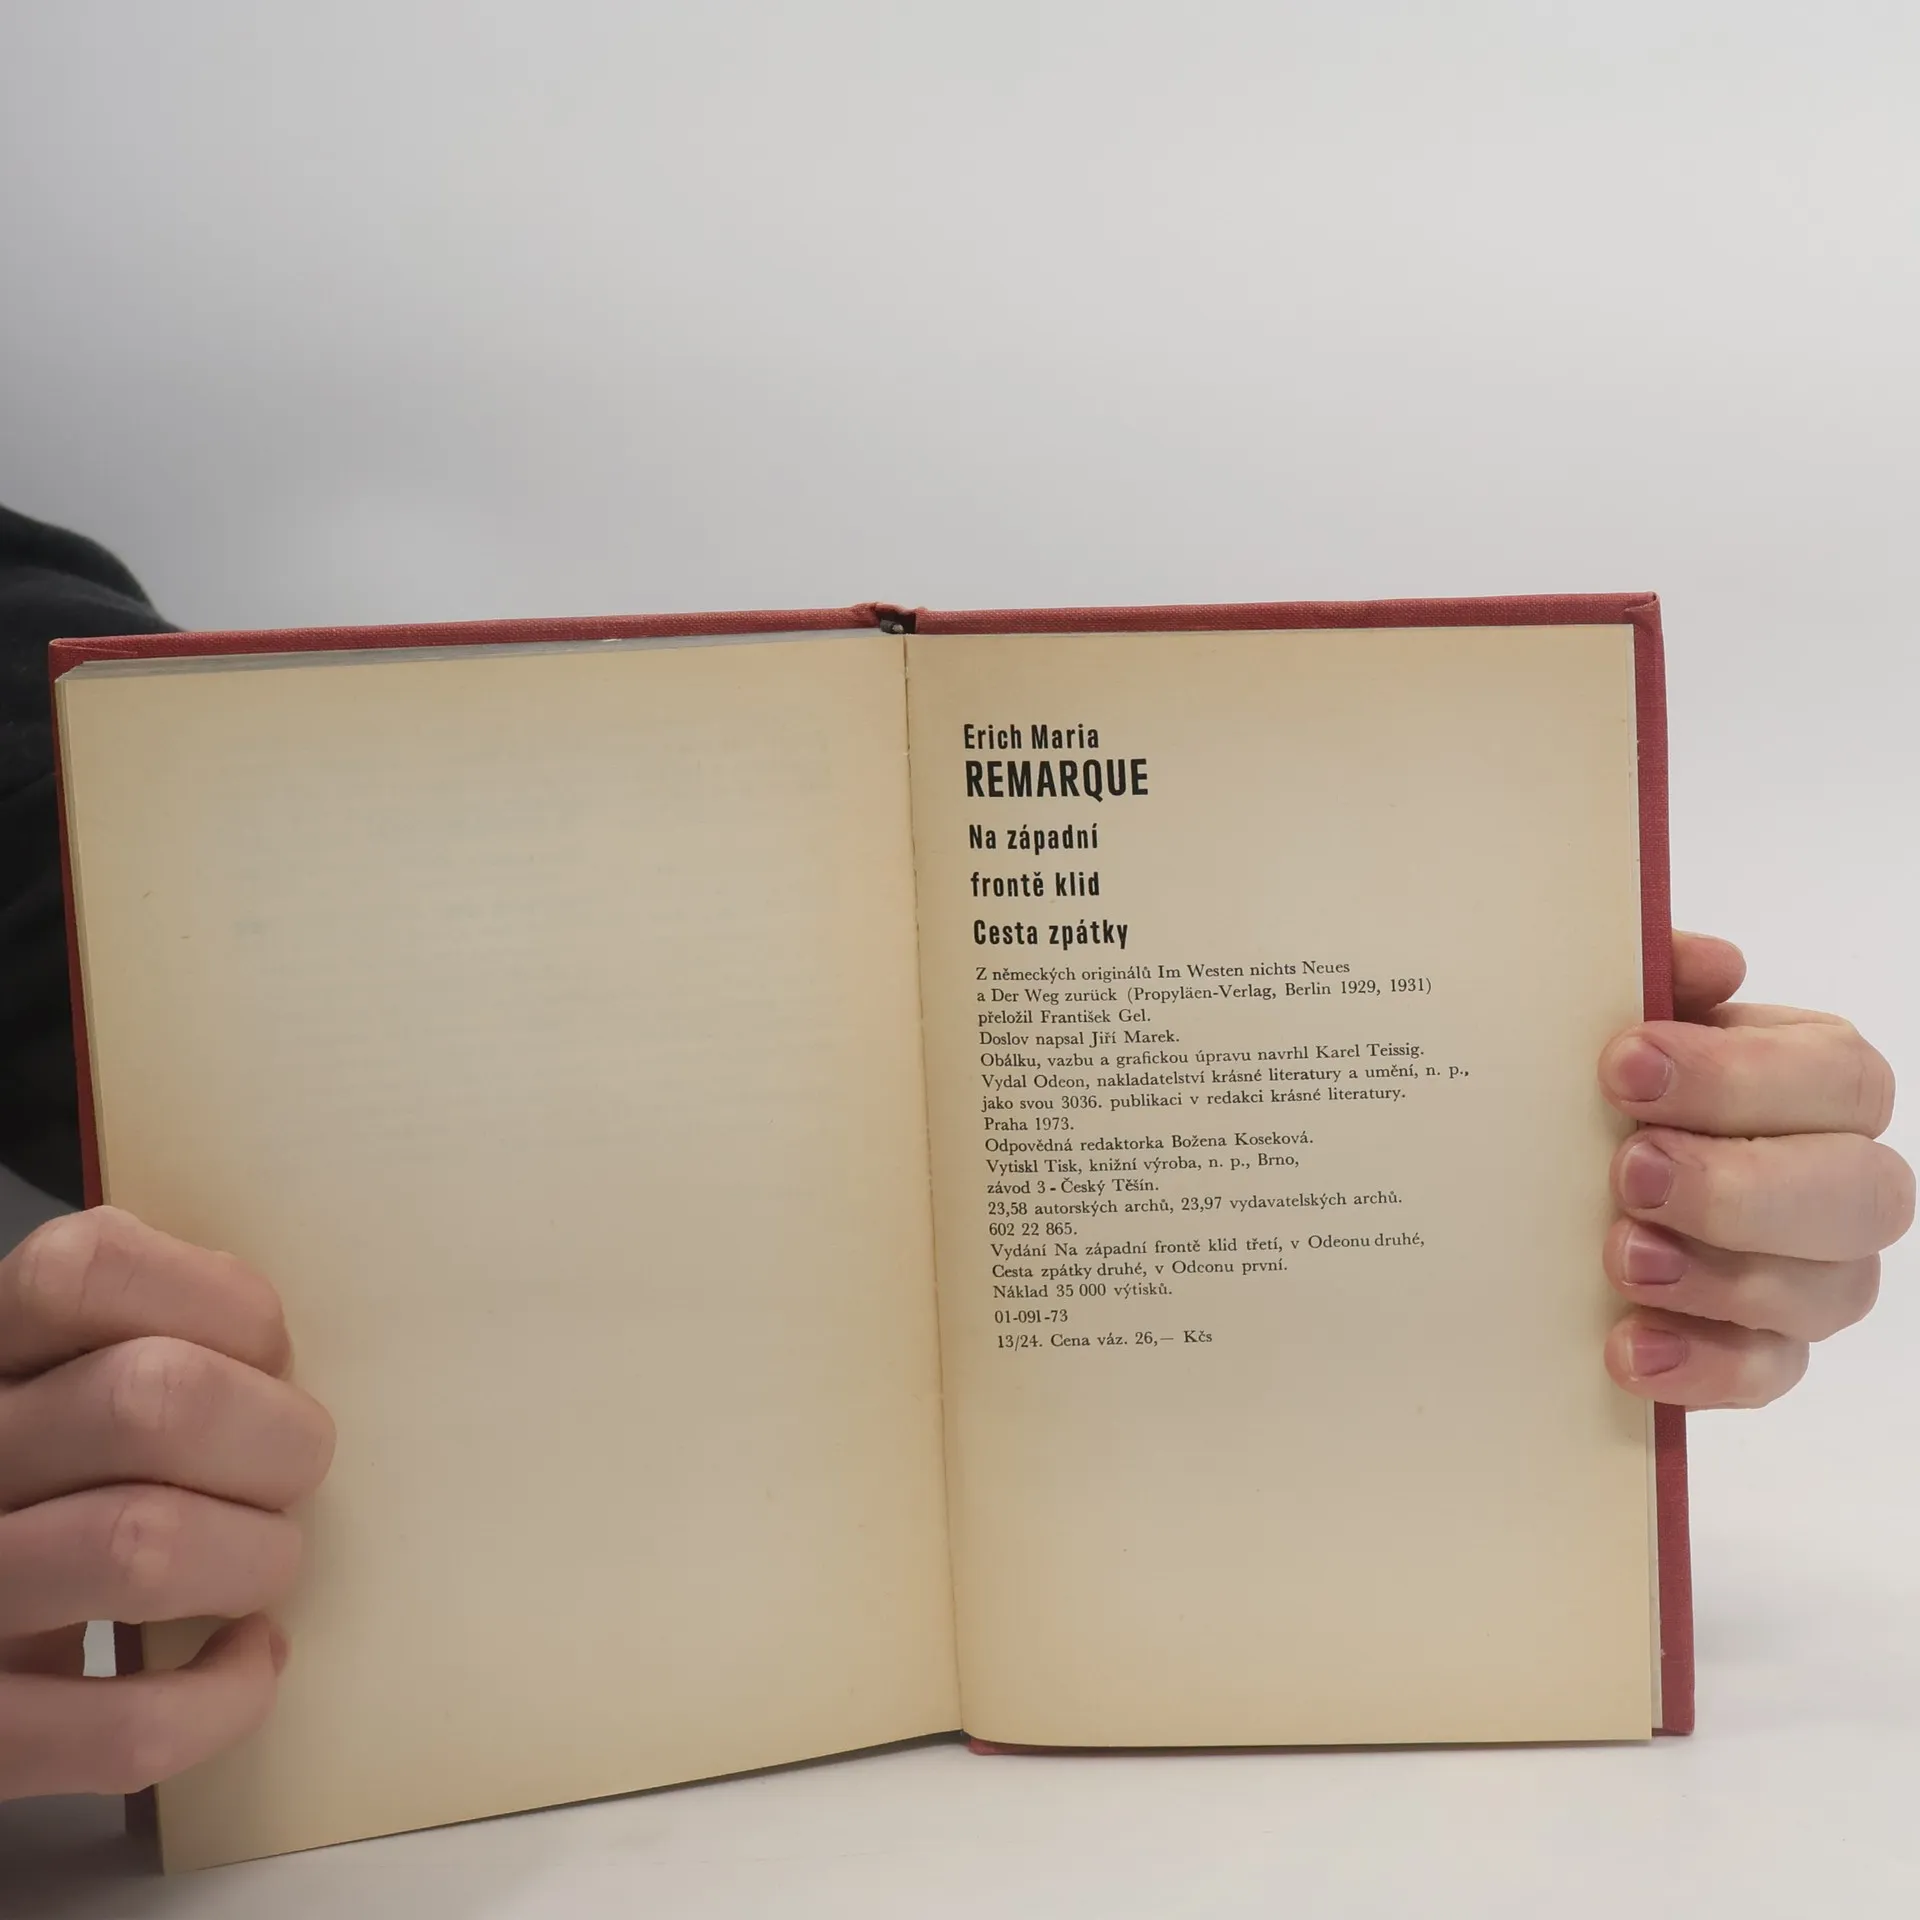 Erich Maria
REMARQUE
Na západní
frontě klid
Cesta zpátky
Z německých originálů Im Westen nichts Neues
a Der Weg zurück (Propyläen-Verlag, Berlin 1929, 1931)
přeložil František Gel.
Doslov napsal Jiří Marek.
Obálku, vazbu a grafickou úpravu navrhl Karel Teissig.
Vydal Odeon, nakladatelství krásné literatury a umění, n. p.,
jako svou 3036. publikaci v redakci krásné literatury.
Praha 1973.
Odpovědná redaktorka Božena Koseková.
Vytiskl Tisk, knižní výroba, n. p., Brno,
závod 3 - Český Těšín.
23,58 autorských archů, 23,97 vydavatelských archů.
602 22 865.
Vydání Na západní frontě klid třetí, v Odeonu druhé,
Cesta zpátky druhé, v Odeonu první.
Náklad 35 000 výtisků.
01-091-73
13/24. Cena váz. 26,— Kčs